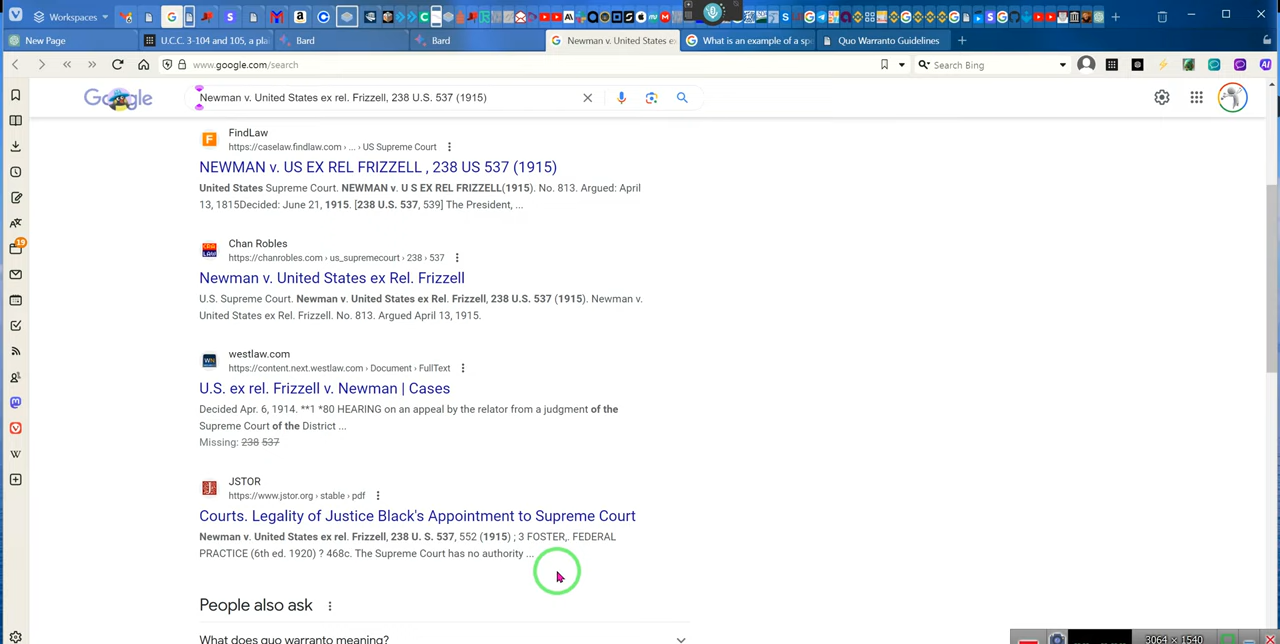 Workspaces
New Page
U.C.C. 3-104 and 105, a pla
Bard
Bard
Newman v. United States ex
What is an example of a spe
Quo Warranto Guidelines
www.google.com/search
Search Bing
Google
Newman v. United States ex rel. Frizzell, 238 U.S. 537 (1915)
FindLaw
https://caselaw.findlaw.com › ... › US Supreme Court
NEWMAN v. US EX REL FRIZZELL , 238 US 537 (1915)
United States Supreme Court. NEWMAN v. U S EX REL FRIZZELL(1915). No. 813. Argued: April
13, 1815Decided: June 21, 1915. [238 U.S. 537, 539] The President, ...
Chan Robles
https://chanrobles.com › us_supremecourt › 238 › 537
Newman v. United States ex Rel. Frizzell
U.S. Supreme Court. Newman v. United States ex Rel. Frizzell, 238 U.S. 537 (1915). Newman v.
United States ex Rel. Frizzell. No. 813. Argued April 13, 1915.
westlaw.com
https://content.next.westlaw.com › Document › FullText
U.S. ex rel. Frizzell v. Newman | Cases
Decided Apr. 6, 1914. **1 *80 HEARING on an appeal by the relator from a judgment of the
Supreme Court of the District ...
Missing: 238 537
JSTOR
https://www.jstor.org › stable › pdf
Courts. Legality of Justice Black's Appointment to Supreme Court
Newman v. United States ex rel. Frizzell, 238 U. S. 537, 552 (1915) ; 3 FOSTER,. FEDERAL
PRACTICE (6th ed. 1920) ? 468c. The Supreme Court has no authority ...
People also ask
What does quo warranto meaning?
19
3064 × 1540